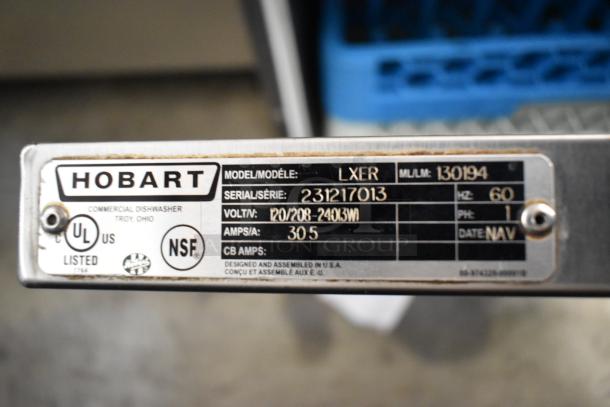 HOBART
COMMERCIAL DISHWASHER
TROY, OHIO
C UL US
LISTED
NSF
MODEL/MODÈLE: LXER ML/LM: 130194
SERIAL/SÉRIE: 231217013 HZ: 60
VOLT/V: 120/208-240(3W) PH: 1
AMPS/A: 30.5 DATE: NAV
CB AMPS:
DESIGNED AND ASSEMBLED IN U.S.A.
CONÇU ET ASSEMBLÉ AUX É.-U.
AUCTION GROUP